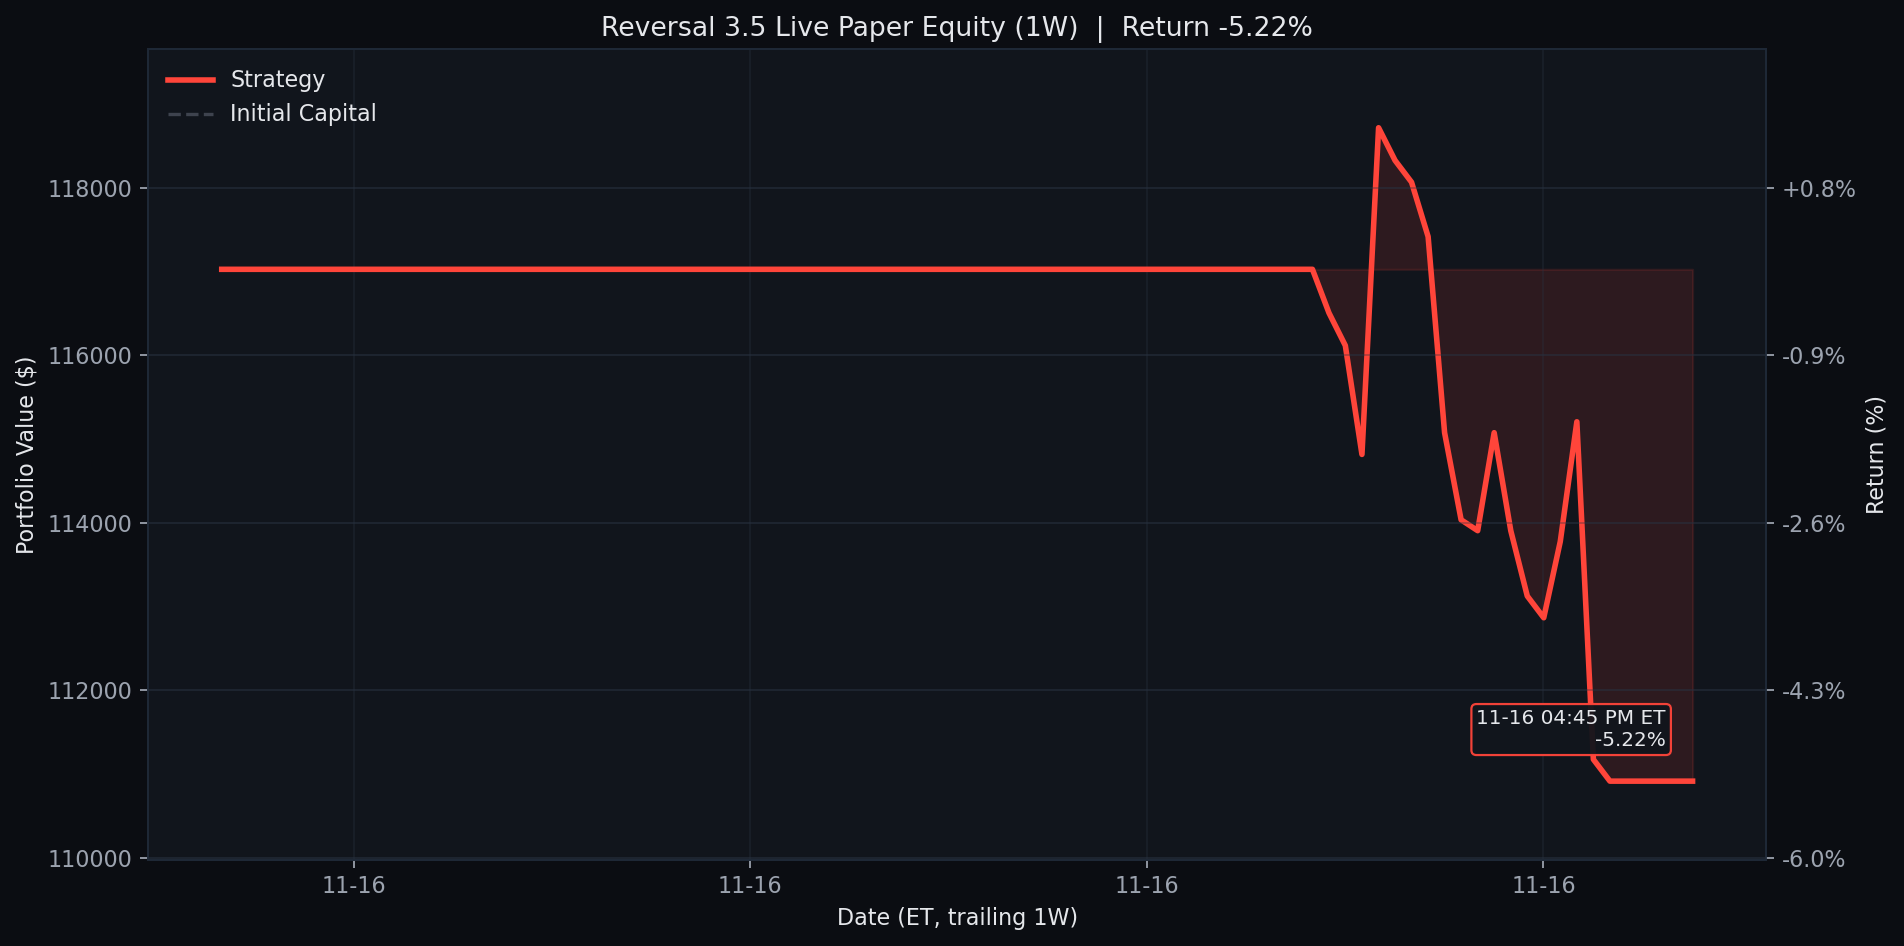 Reversal 3.5 Live Paper Equity (1W)  |  Return -5.22%
Strategy
Initial Capital
118000
116000
114000
112000
110000
Portfolio Value ($)
+0.8%
-0.9%
-2.6%
-4.3%
-6.0%
Return (%)
11-16 04:45 PM ET
-5.22%
11-16
11-16
11-16
11-16
Date (ET, trailing 1W)